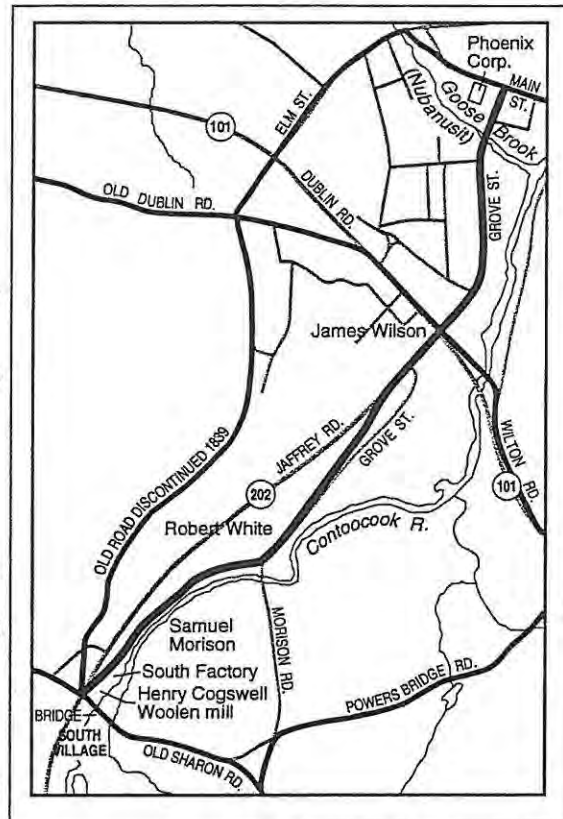 Phoenix
Corp.
MAIN
ST.
Goose Brook
(Nubanusit)
ELM ST.
101
DUBLIN RD.
OLD DUBLIN RD.
GROVE ST.
James Wilson
JAFFREY RD.
GROVE ST.
WILTON RD.
101
OLD ROAD DISCONTINUED 1839
202
Robert White
Contoocook R.
Samuel
Morison
MORISON RD.
South Factory
Henry Cogswell
Woolen mill
POWERS BRIDGE RD.
BRIDGE
SOUTH
VILLAGE
OLD SHARON RD.